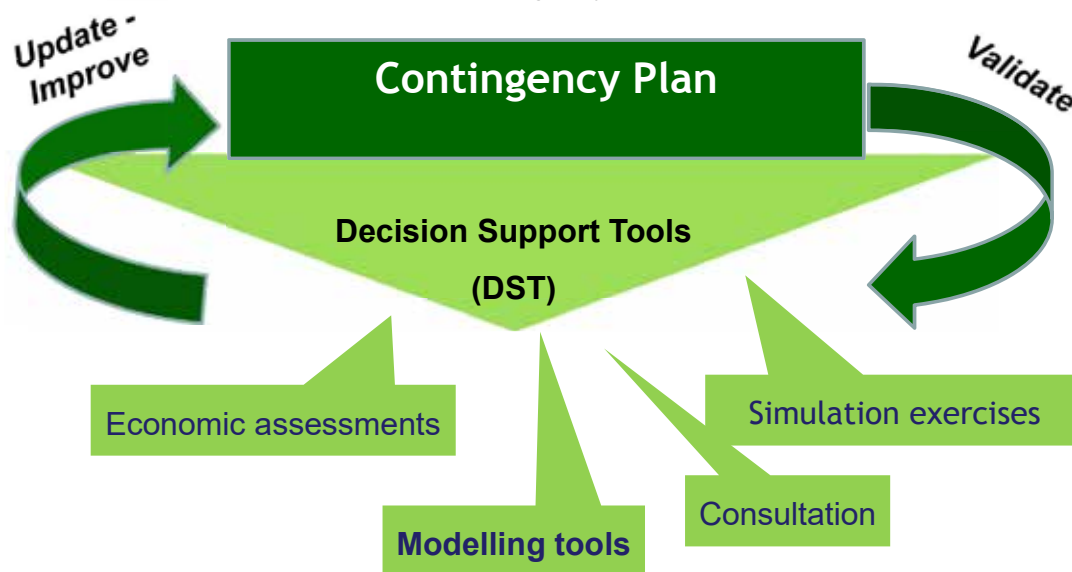 Update -
Improve
Contingency Plan
Validate
Decision Support Tools
(DST)
Economic assessments
Simulation exercises
Consultation
Modelling tools